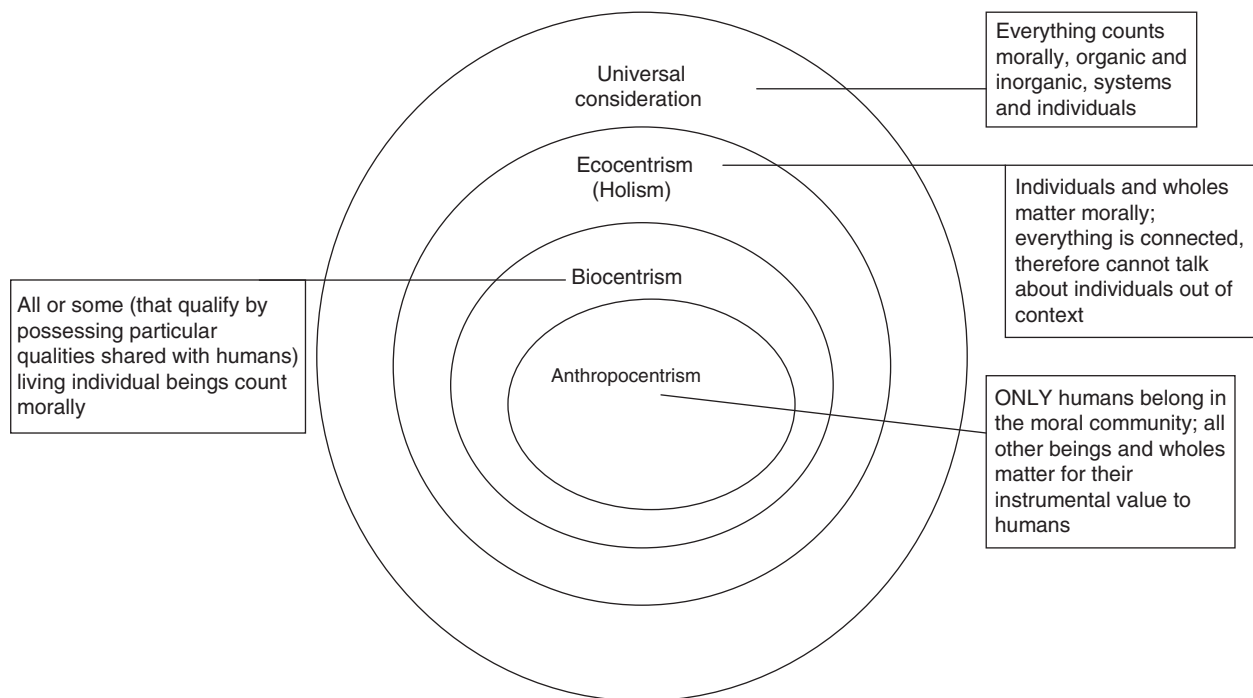 Universal
consideration
Everything counts
morally, organic and
inorganic, systems
and individuals
Ecocentrism
(Holism)
Individuals and wholes
matter morally;
everything is connected,
therefore cannot talk
about individuals out of
context
Biocentrism
All or some (that qualify by
possessing particular
qualities shared with humans)
living individual beings count
morally
Anthropocentrism
ONLY humans belong in
the moral community; all
other beings and wholes
matter for their
instrumental value to
humans